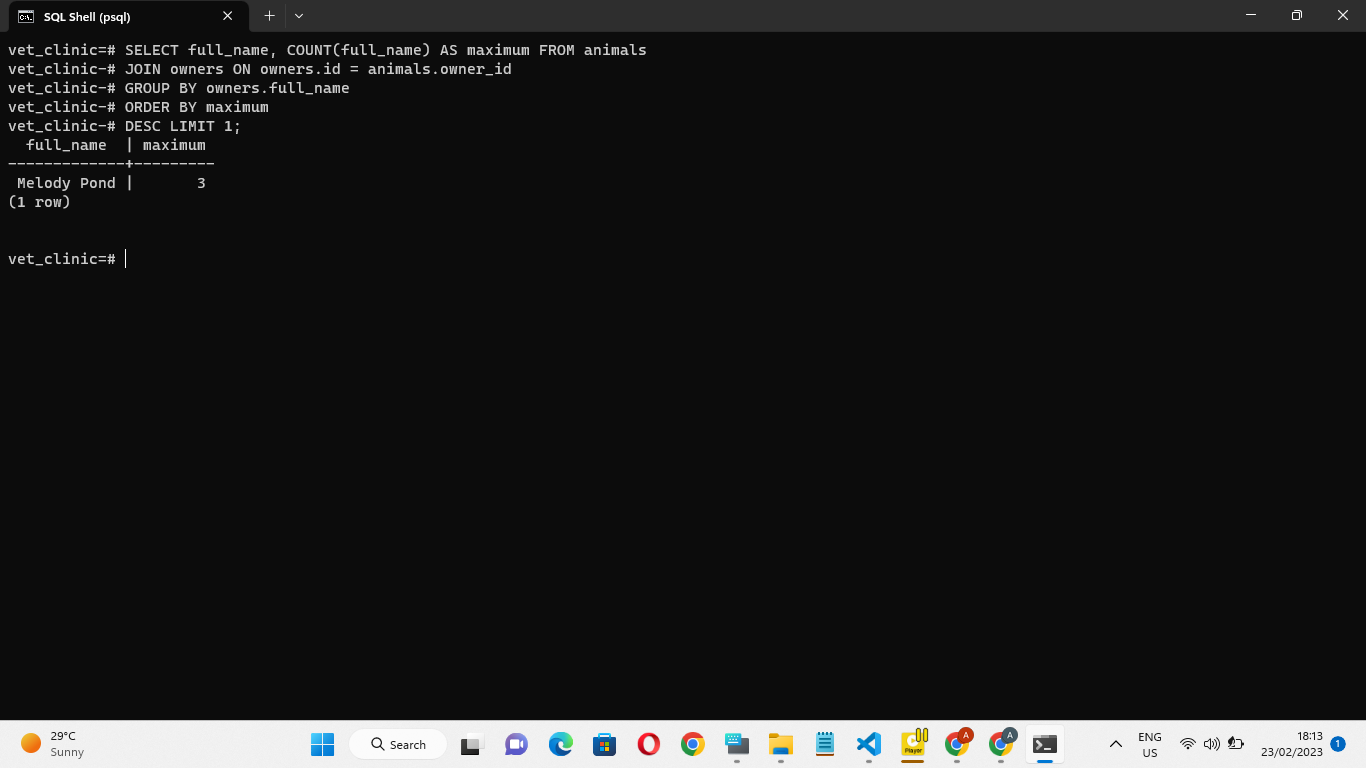 SQL Shell (psql)
vet_clinic=# SELECT full_name, COUNT(full_name) AS maximum FROM animals
vet_clinic-# JOIN owners ON owners.id = animals.owner_id
vet_clinic-# GROUP BY owners.full_name
vet_clinic-# ORDER BY maximum
vet_clinic-# DESC LIMIT 1;
  full_name  | maximum
-------------+---------
 Melody Pond |       3
(1 row)
vet_clinic=#
29°C
Sunny
Search
Player
A
A
ENG
US
18:13
23/02/2023
1